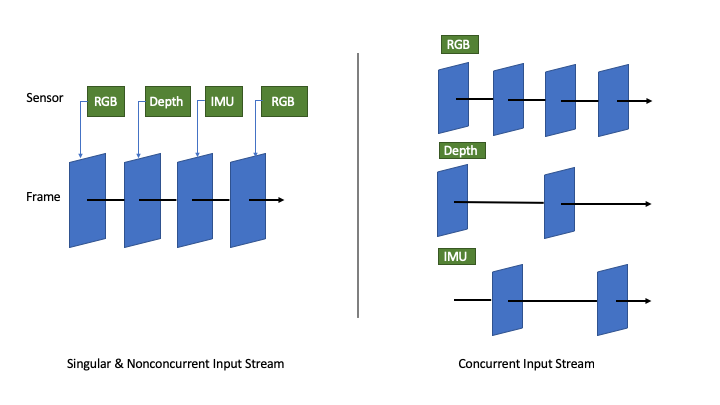 Sensor
RGB
Depth
IMU
RGB
Frame
Singular & Nonconcurrent Input Stream
RGB
Depth
IMU
Concurrent Input Stream